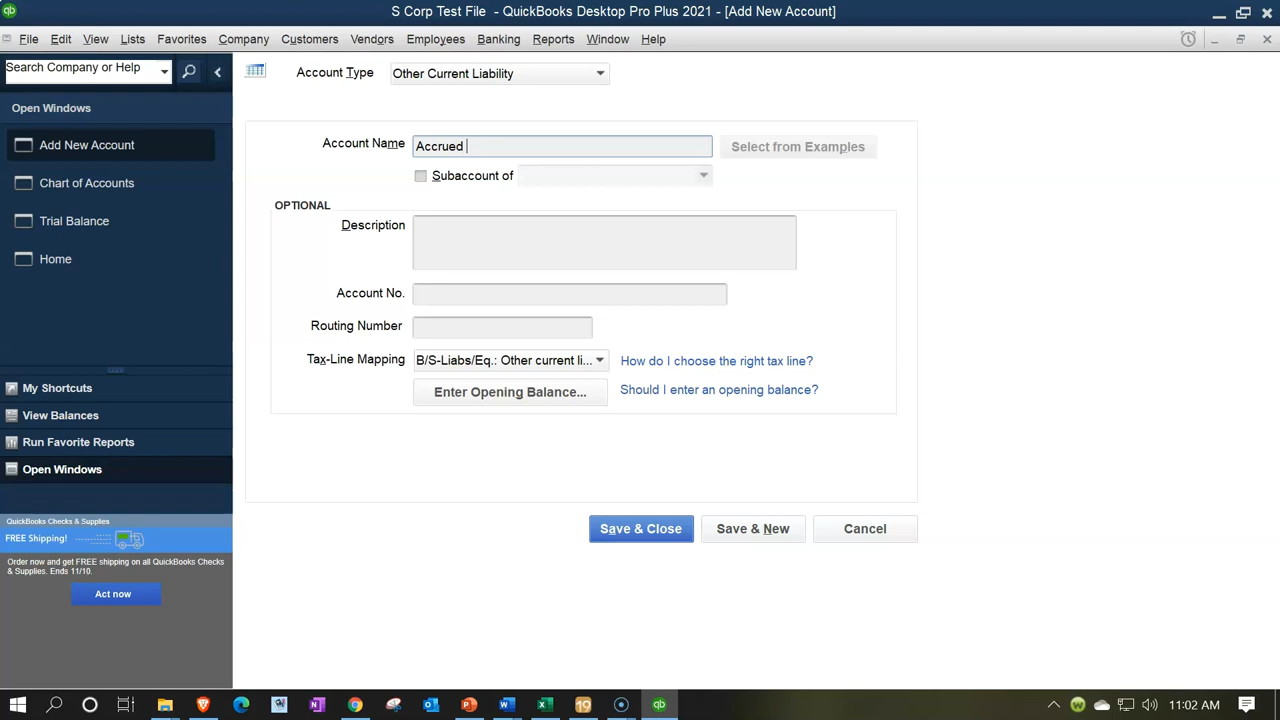 S Corp Test File - QuickBooks Desktop Pro Plus 2021 - [Add New Account]
File Edit View Lists Favorites Company Customers Vendors Employees Banking Reports Window Help
Search Company or Help
Account Type Other Current Liability
Open Windows
Add New Account
Chart of Accounts
Trial Balance
Home
Account Name Accrued Select from Examples
Subaccount of
OPTIONAL
Description
Account No.
Routing Number
Tax-Line Mapping B/S-Liabs/Eq.: Other current li... How do I choose the right tax line?
Enter Opening Balance... Should I enter an opening balance?
My Shortcuts
View Balances
Run Favorite Reports
Open Windows
Save & Close Save & New Cancel
QuickBooks Checks & Supplies
FREE Shipping!
Order now and get FREE shipping on all QuickBooks Checks
& Supplies. Ends 11/10.
Act now
11:02 AM